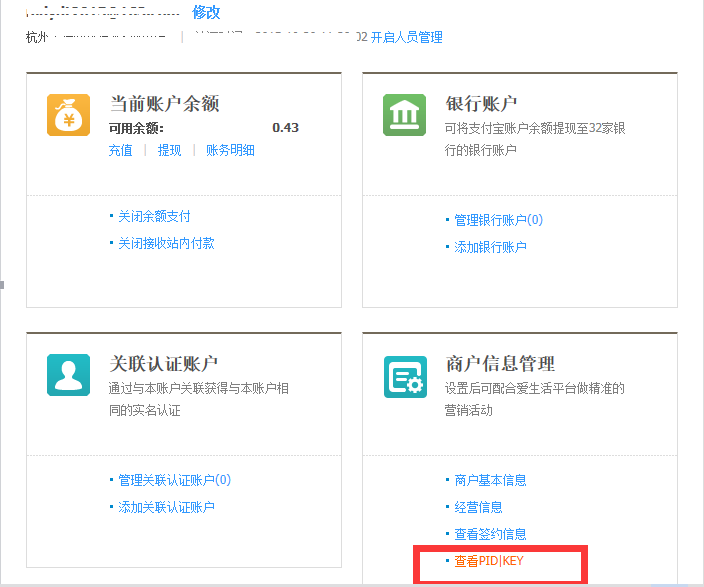 修改
杭州
02 开启人员管理
当前账户余额
可用余额: 0.43
充值 | 提现 | 账务明细
关闭余额支付
关闭接收站内付款
银行账户
可将支付宝账户余额提现至32家银
行的银行账户
管理银行账户(0)
添加银行账户
关联认证账户
通过与本账户关联获得与本账户相
同的实名认证
管理关联认证账户(0)
添加关联认证账户
商户信息管理
设置后可配合爱生活平台做精准的
营销活动
商户基本信息
经营信息
查看签约信息
查看PID|KEY